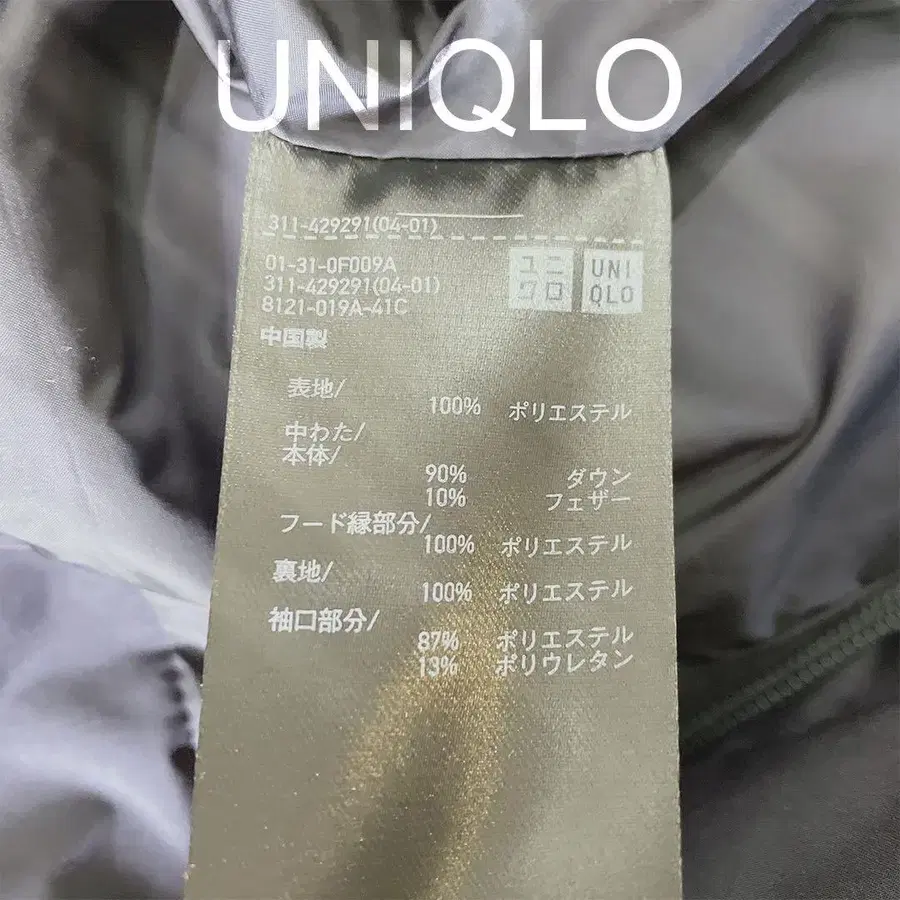 UNIQLO
311-429291(04-01)
01-31-0F009A
311-429291(04-01)
8121-019A-41C
中国製
ユニ
クロ
UNI
QLO
表地/
100% ポリエステル
中わた/
本体/
90% ダウン
10% フェザー
フード縁部分/
100% ポリエステル
裏地/
100% ポリエステル
袖口部分/
87% ポリエステル
13% ポリウレタン